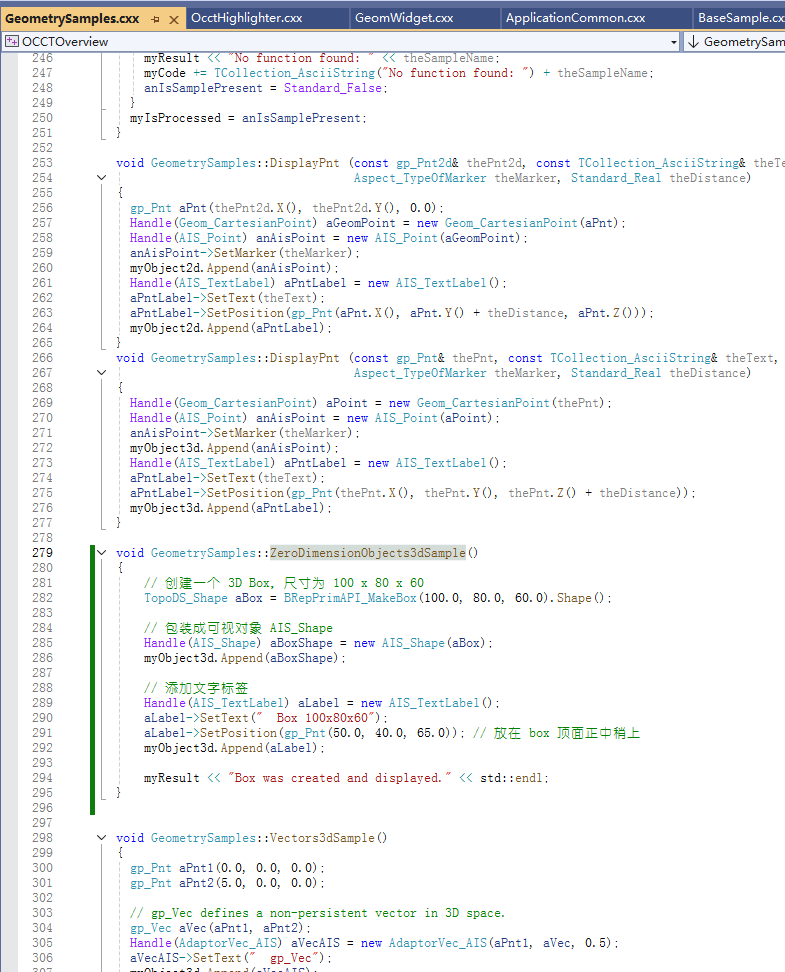 GeometrySamples.cxx OcctHighlighter.cxx GeomWidget.cxx ApplicationCommon.cxx BaseSample.cx
OCCTOverview GeometrySam
246 myResult << "No function found: " << theSampleName;
247 myCode += TCollection_AsciiString("No function found: ") + theSampleName;
248 anIsSamplePresent = Standard_False;
249 }
250 myIsProcessed = anIsSamplePresent;
251 }
252
253 void GeometrySamples::DisplayPnt (const gp_Pnt2d& thePnt2d, const TCollection_AsciiString& theTe
254 Aspect_TypeOfMarker theMarker, Standard_Real theDistance)
255 {
256 gp_Pnt aPnt(thePnt2d.X(), thePnt2d.Y(), 0.0);
257 Handle(Geom_CartesianPoint) aGeomPoint = new Geom_CartesianPoint(aPnt);
258 Handle(AIS_Point) anAisPoint = new AIS_Point(aGeomPoint);
259 anAisPoint->SetMarker(theMarker);
260 myObject2d.Append(anAisPoint);
261 Handle(AIS_TextLabel) aPntLabel = new AIS_TextLabel();
262 aPntLabel->SetText(theText);
263 aPntLabel->SetPosition(gp_Pnt(aPnt.X(), aPnt.Y() + theDistance, aPnt.Z()));
264 myObject2d.Append(aPntLabel);
265 }
266 void GeometrySamples::DisplayPnt (const gp_Pnt& thePnt, const TCollection_AsciiString& theText,
267 Aspect_TypeOfMarker theMarker, Standard_Real theDistance)
268 {
269 Handle(Geom_CartesianPoint) aPoint = new Geom_CartesianPoint(thePnt);
270 Handle(AIS_Point) anAisPoint = new AIS_Point(aPoint);
271 anAisPoint->SetMarker(theMarker);
272 myObject3d.Append(anAisPoint);
273 Handle(AIS_TextLabel) aPntLabel = new AIS_TextLabel();
274 aPntLabel->SetText(theText);
275 aPntLabel->SetPosition(gp_Pnt(thePnt.X(), thePnt.Y(), thePnt.Z() + theDistance));
276 myObject3d.Append(aPntLabel);
277 }
278
279 void GeometrySamples::ZeroDimensionObjects3dSample()
280 {
281 // 创建一个 3D Box, 尺寸为 100 x 80 x 60
282 TopoDS_Shape aBox = BRepPrimAPI_MakeBox(100.0, 80.0, 60.0).Shape();
283
284 // 包装成可视对象 AIS_Shape
285 Handle(AIS_Shape) aBoxShape = new AIS_Shape(aBox);
286 myObject3d.Append(aBoxShape);
287
288 // 添加文字标签
289 Handle(AIS_TextLabel) aLabel = new AIS_TextLabel();
290 aLabel->SetText("  Box 100x80x60");
291 aLabel->SetPosition(gp_Pnt(50.0, 40.0, 65.0)); // 放在 box 顶面正中稍上
292 myObject3d.Append(aLabel);
293
294 myResult << "Box was created and displayed." << std::endl;
295 }
296
297
298 void GeometrySamples::Vectors3dSample()
299 {
300 gp_Pnt aPnt1(0.0, 0.0, 0.0);
301 gp_Pnt aPnt2(5.0, 0.0, 0.0);
302
303 // gp_Vec defines a non-persistent vector in 3D space.
304 gp_Vec aVec(aPnt1, aPnt2);
305 Handle(AdaptorVec_AIS) aVecAIS = new AdaptorVec_AIS(aPnt1, aVec, 0.5);
306 aVecAIS->SetText("  gp_Vec");
307 myObject3d.Append(aVecAIS);